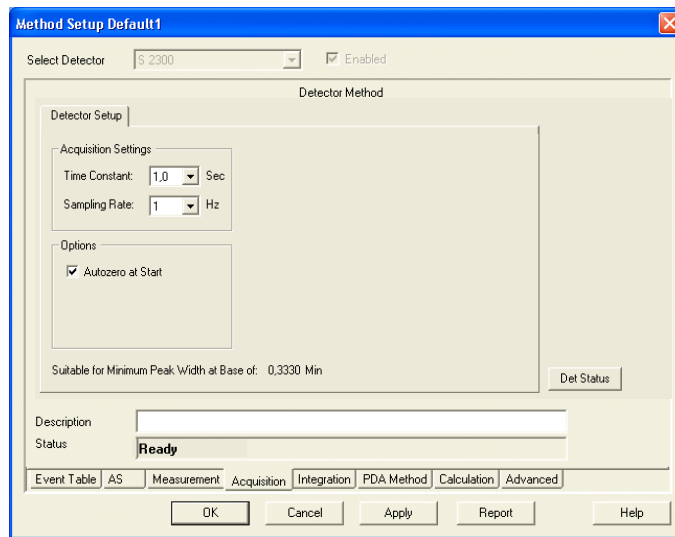 Method Setup Default1
Select Detector S 2300 Enabled
Detector Method
Detector Setup
Acquisition Settings
Time Constant: 1,0 Sec
Sampling Rate: 1 Hz
Options
Autozero at Start
Suitable for Minimum Peak Width at Base of: 0,3330 Min
Det Status
Description
Status Ready
Event Table AS Measurement Acquisition Integration PDA Method Calculation Advanced
OK Cancel Apply Report Help